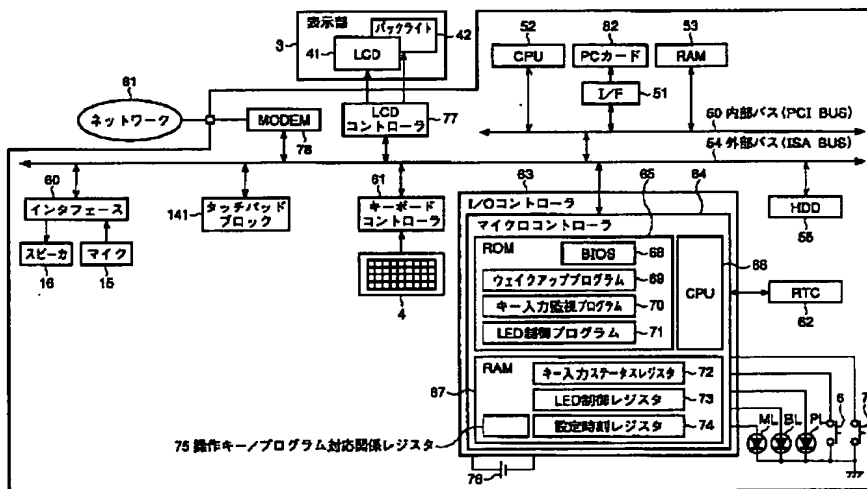 表示部
3
バックライト
42
41
LCD
52
CPU
82
PCカード
53
RAM
I/F
51
81
ネットワーク
MODEM
78
LCD
コントローラ
77
50 内部バス(PCI BUS)
54 外部バス(ISA BUS)
60
インタフェース
スピーカ
16
マイク
15
141
タッチパッド
ブロック
61
キーボード
コントローラ
4
63
I/Oコントローラ
65
64
マイクロコントローラ
ROM
BIOS
68
ウェイクアッププログラム
69
キー入力監視プログラム
70
LED制御プログラム
71
CPU
66
HDD
55
RTC
62
RAM
67
キー入力ステータスレジスタ
72
LED制御レジスタ
73
設定時刻レジスタ
74
75 操作キー/プログラム対応関係レジスタ
76
ML
BL
PL
6
7